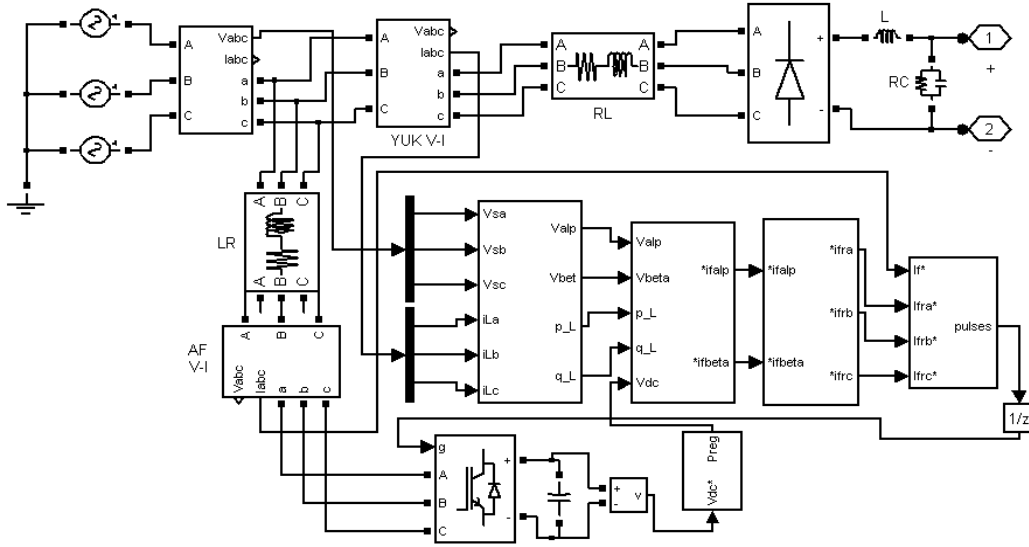 A
B
C
Vabc
Iabc
a
b
c
A
B
C
Vabc
Iabc
a
b
c
YUK V-I
A
B
C
A
B
C
RL
A
B
C
+
-
L
RC
1
+
2
-
A
B
C
LR
A
B
C
A
B
C
AF
V-I
Vabc
Iabc
a
b
c
Vsa
Vsb
Vsc
iLa
iLb
iLc
Valp
Vbet
p_L
q_L
Valp
Vbeta
p_L
q_L
Vdc
*ifalp
*ifbeta
*ifalp
*ifbeta
*ifra
*ifrb
*ifrc
If*
Ifra*
Ifrb*
Ifrc*
pulses
1/z
g
A
B
C
+
-
+
-
v
Preg
Vdc*